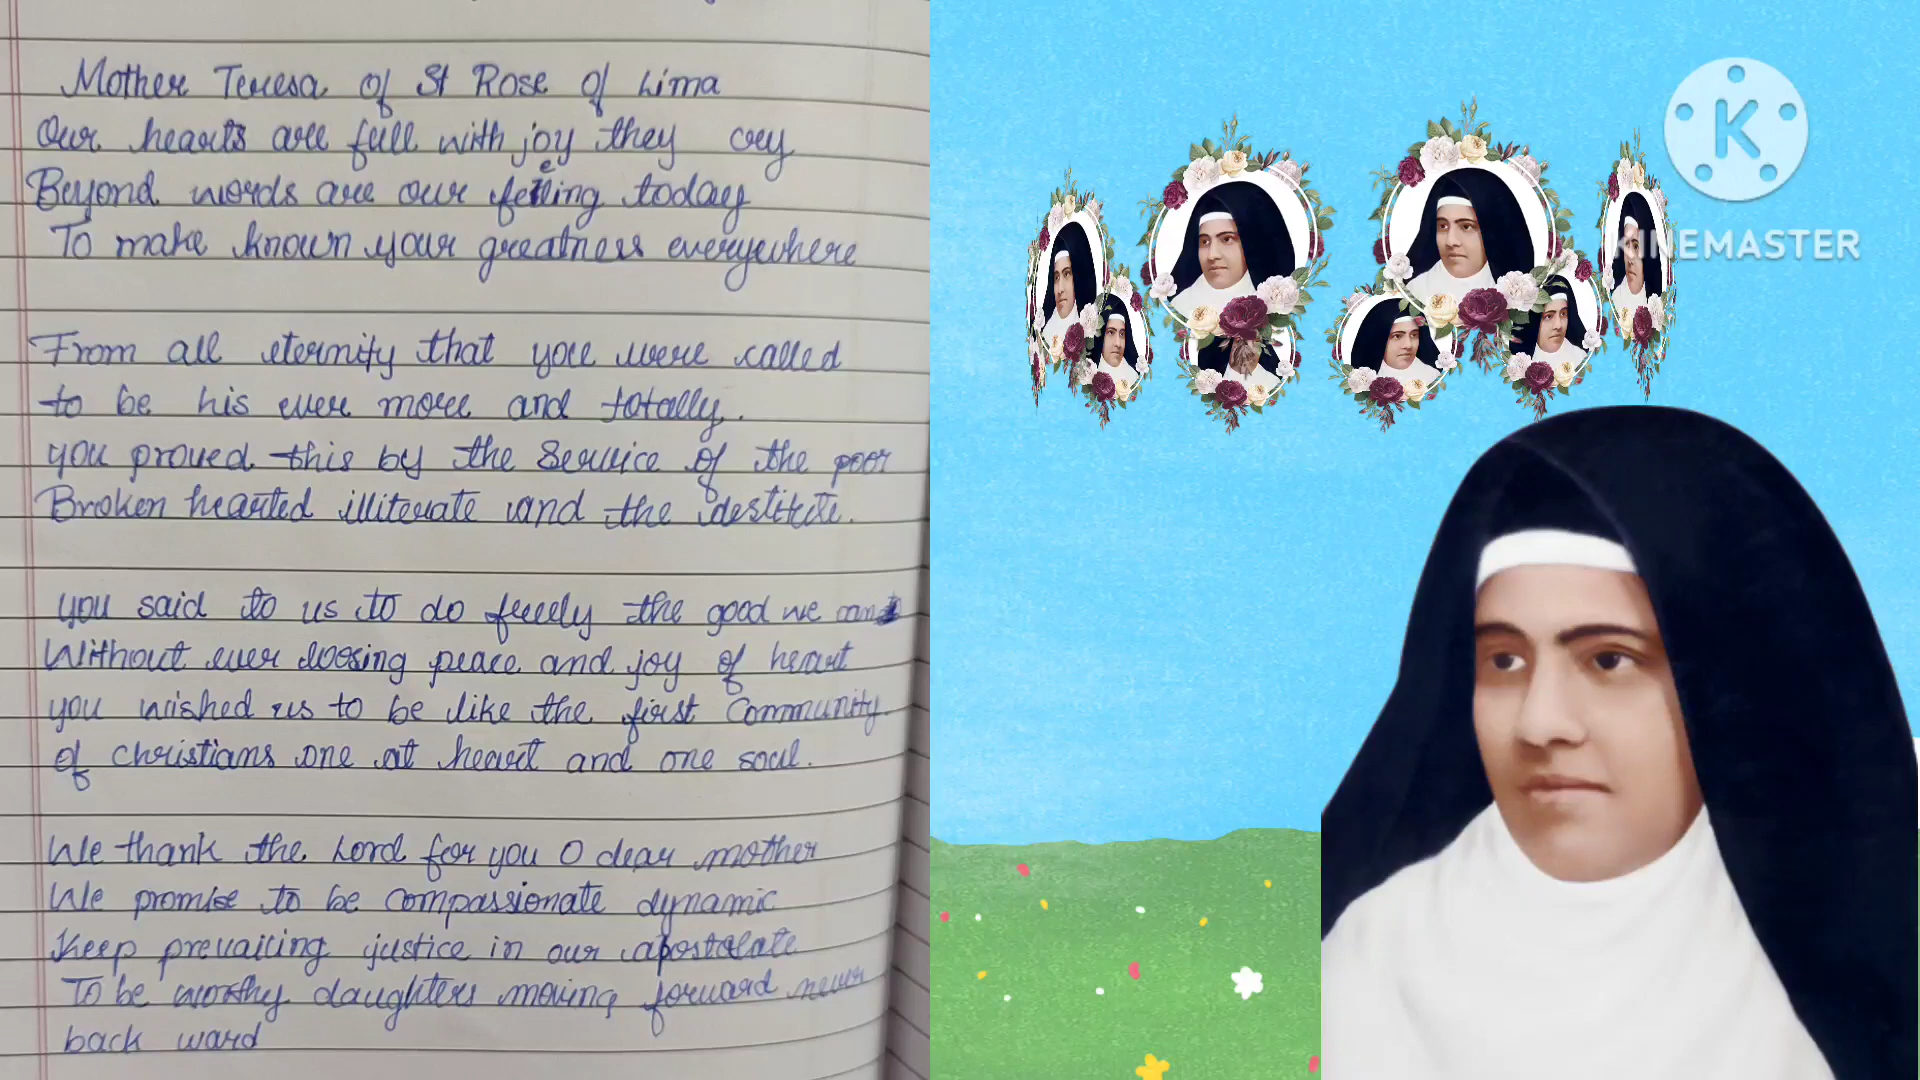 Mother Teresa of St Rose of Lima
Our hearts are full with joy they cry
Beyond words are our feeling today
To make known your greatness everywhere
From all eternity that you were called
to be his ever more and totally.
you proved this by the service of the poor
Broken hearted illiterate and the destitite.
you said to us to do freely the good we can
Without ever loosing peace and joy of heart
you wished us to be like the first Community
of christians one at heart and one soul.
We thank the Lord for you O dear mother
We promise to be compassionate dynamic
Keep prevailing justice in our apostolate
To be worthy daughters moving forward never
back ward
K
KINEMASTER